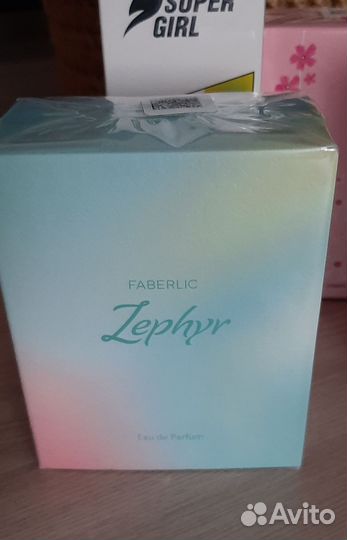 SUPER
GIRL
FABERLIC
Zephyr
Eau de Parfum
Avito